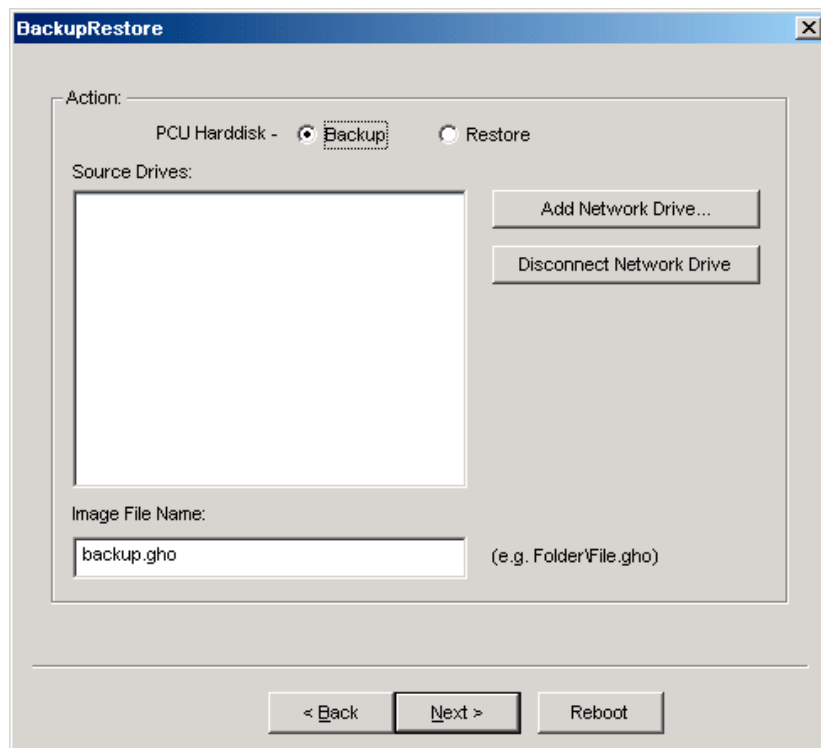 BackupRestore
Action:
PCU Harddisk - Backup Restore
Source Drives:
Add Network Drive...
Disconnect Network Drive
Image File Name:
backup.gho (e.g. Folder\File.gho)
< Back Next > Reboot